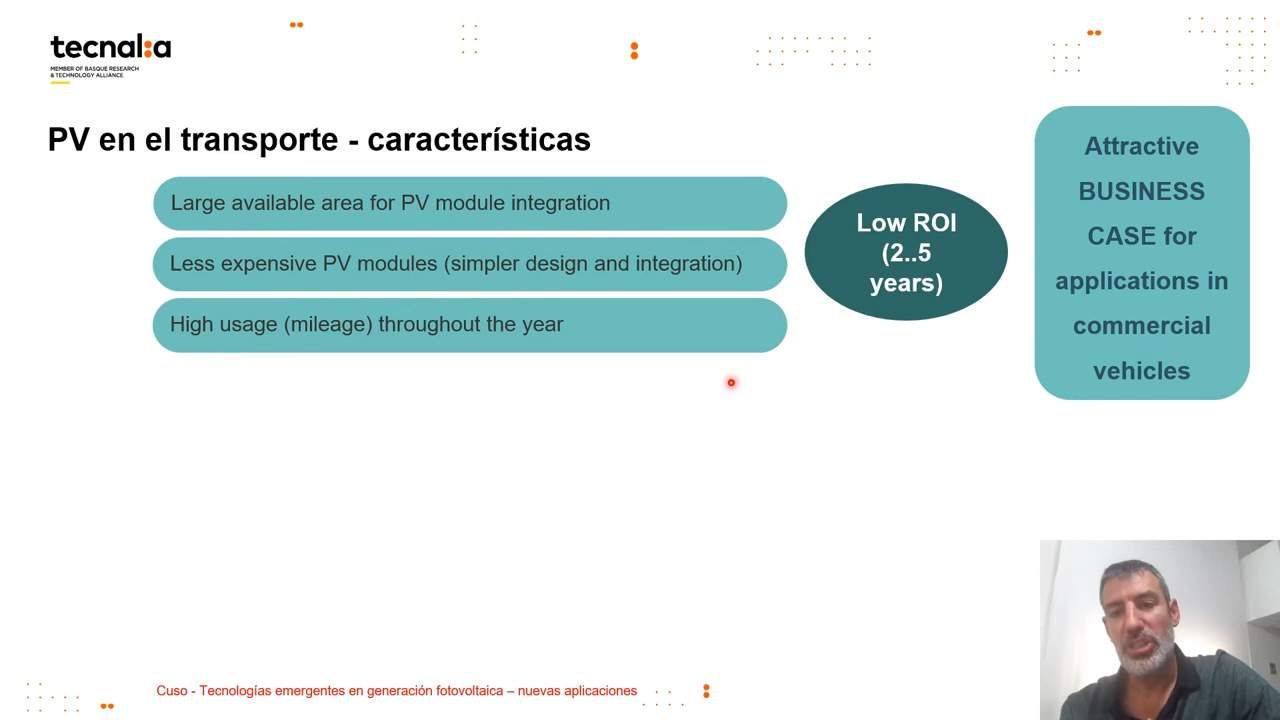 tecnal:a
MEMBER OF BASQUE RESEARCH
& TECHNOLOGY ALLIANCE
PV en el transporte - características
Large available area for PV module integration
Less expensive PV modules (simpler design and integration)
High usage (mileage) throughout the year
Low ROI
(2..5
years)
Attractive
BUSINESS
CASE for
applications in
commercial
vehicles
Cuso - Tecnologías emergentes en generación fotovoltaica – nuevas aplicaciones